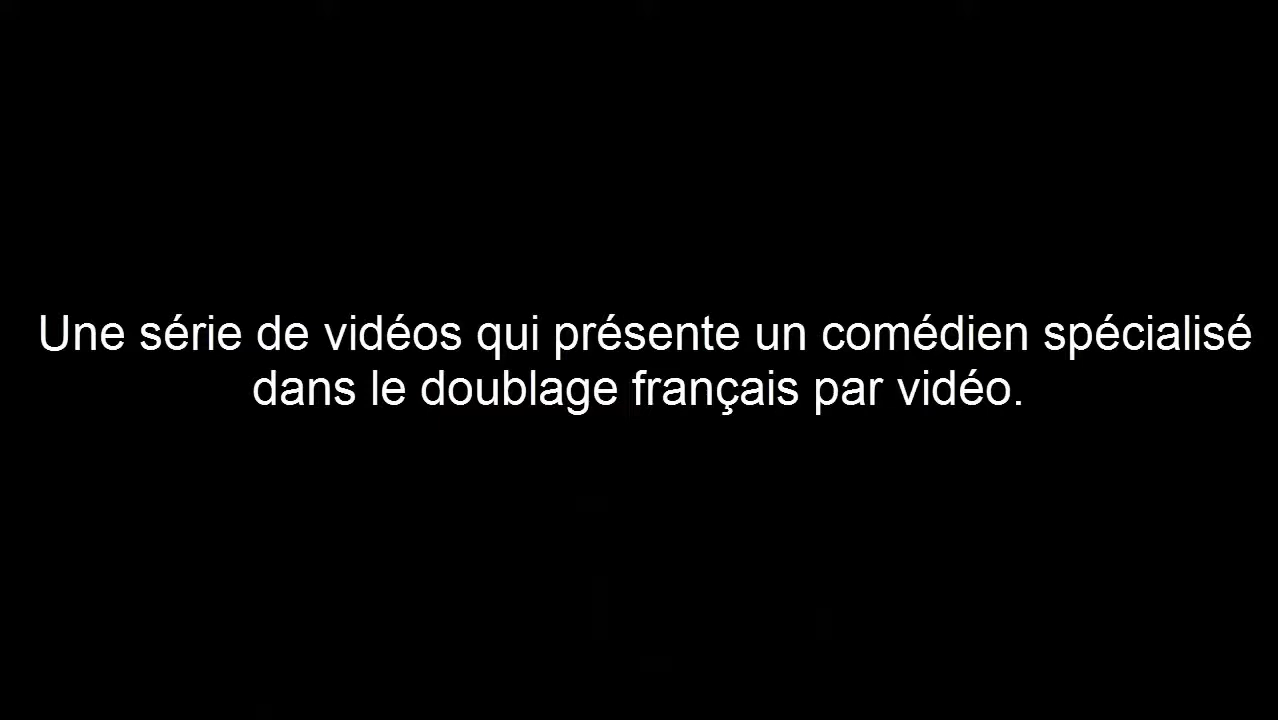 Une série de vidéos qui présente un comédien spécialisé
dans le doublage français par vidéo.